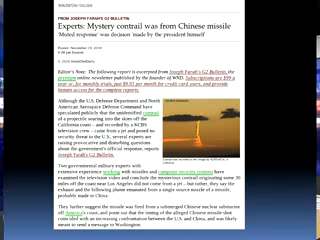 FROM JOSEPH FARAH'S G2 BULLETIN
Experts: Mystery contrail was from Chinese missile
'Muted response' was decision 'made by the president himself'
Posted: November 19, 2010
© 2010 WorldNetDaily
Editor's Note: The following report is excerpted from Joseph Farah's G2 Bulletin, the
premium online newsletter published by the founder of WND. Subscriptions are $99 a
year or, for monthly trials, just $9.95 per month for credit card users, and provide
instant access for the complete reports.
Although the U.S. Defense Department and North
American Aerospace Defense Command have
speculated publicly that the unidentified contrail
of a projectile soaring into the skies off the
California coast – and recorded by a KCBS
television crew – came from a jet and posed no
security threat to the U.S., several experts are
raising provocative and disturbing questions
about the government's official response, reports
Joseph Farah's G2 Bulletin.
Two governmental military experts with
extensive experience working with missiles and
computer security systems have
examined the television video and conclude the mysterious contrail originating some 30
miles off the coast near Los Angeles did not come from a jet – but rather, they say the
exhaust and the following plume emanated from a single source nozzle of a missile,
probably made in China.
They further suggest the missile was fired from a submerged Chinese nuclear submarine
off America's coast, and point out that the timing of the alleged Chinese missile shot
coincided with an increasing confrontation between the U.S. and China, and was likely
meant to send a message to Washington.